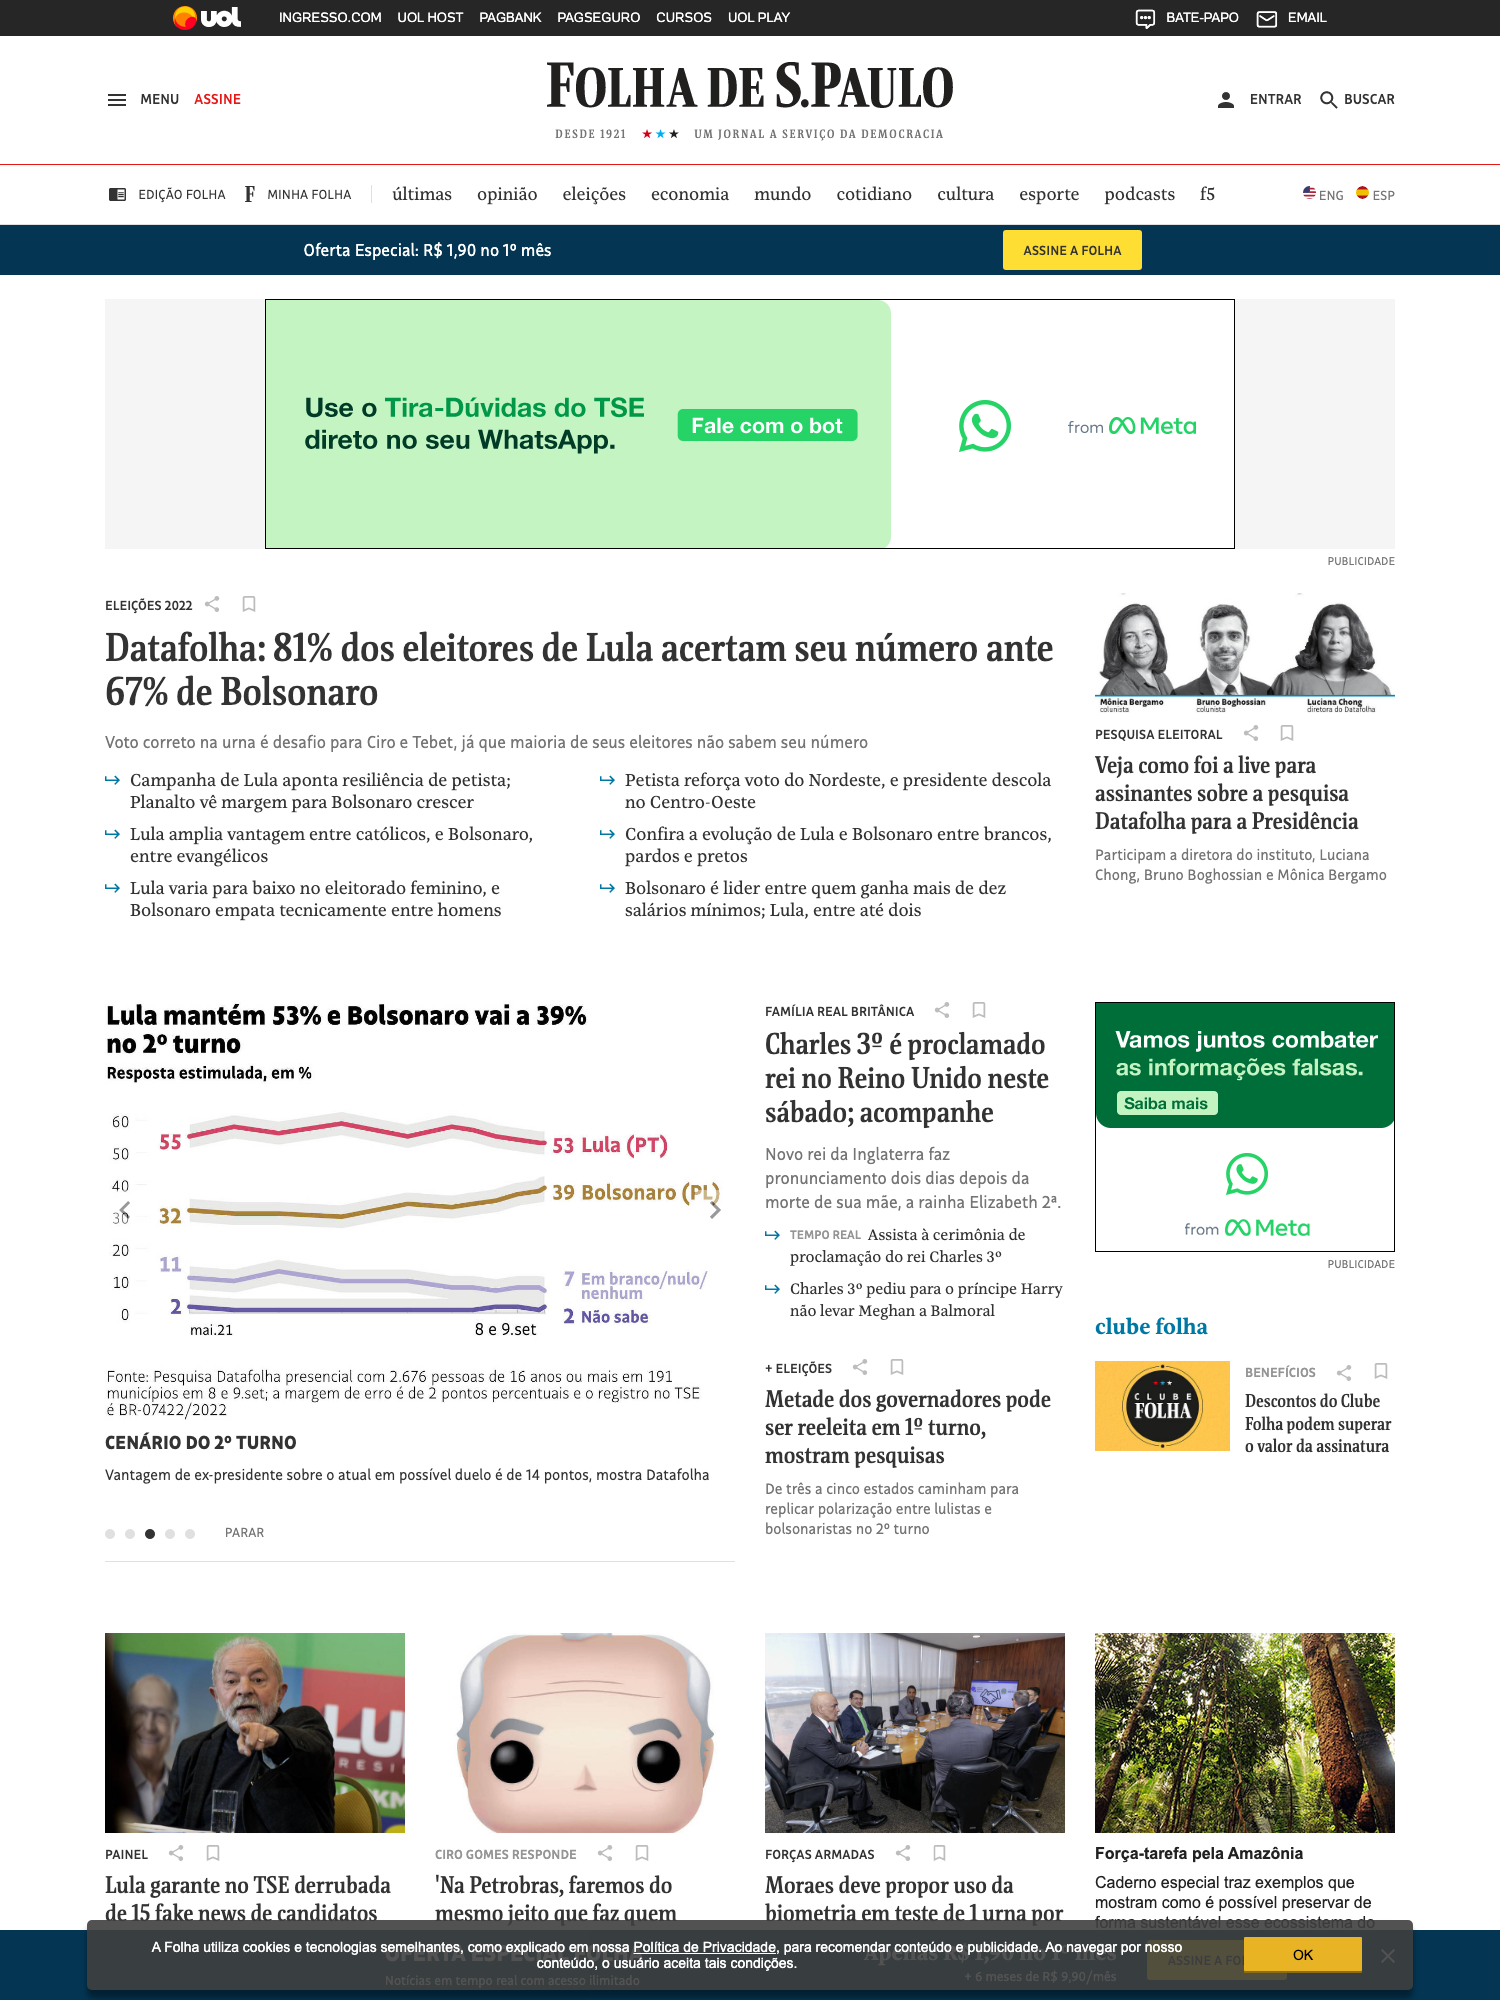 uol
INGRESSO.COM UOL HOST PAGBANK PAGSEGURO CURSOS UOL PLAY
BATE-PAPO EMAIL
MENU ASSINE
FOLHA DE S.PAULO
DESDE 1921 ★★★ UM JORNAL A SERVIÇO DA DEMOCRACIA
ENTRAR BUSCAR
EDIÇÃO FOLHA F MINHA FOLHA
últimas opinião eleições economia mundo cotidiano cultura esporte podcasts f5
ENG ESP
Oferta Especial: R$ 1,90 no 1º mês
ASSINE A FOLHA
Use o Tira-Dúvidas do TSE
direto no seu WhatsApp.
Fale com o bot
from Meta
PUBLICIDADE
ELEIÇÕES 2022
Datafolha: 81% dos eleitores de Lula acertam seu número ante
67% de Bolsonaro
Voto correto na urna é desafio para Ciro e Tebet, já que maioria de seus eleitores não sabem seu número
Campanha de Lula aponta resiliência de petista;
Planalto vê margem para Bolsonaro crescer
Lula amplia vantagem entre católicos, e Bolsonaro,
entre evangélicos
Lula varia para baixo no eleitorado feminino, e
Bolsonaro empata tecnicamente entre homens
Petista reforça voto do Nordeste, e presidente descola
no Centro-Oeste
Confira a evolução de Lula e Bolsonaro entre brancos,
pardos e pretos
Bolsonaro é lider entre quem ganha mais de dez
salários mínimos; Lula, entre até dois
Mônica Bergamo
colunista
Bruno Boghossian
colunista
Luciana Chong
diretora do Datafolha
PESQUISA ELEITORAL
Veja como foi a live para
assinantes sobre a pesquisa
Datafolha para a Presidência
Participam a diretora do instituto, Luciana
Chong, Bruno Boghossian e Mônica Bergamo
Lula mantém 53% e Bolsonaro vai a 39%
no 2º turno
Resposta estimulada, em %
60
50
40
30
20
10
0
55
32
11
2
53 Lula (PT)
39 Bolsonaro (PL)
7 Em branco/nulo/
nenhum
2 Não sabe
mai.21
8 e 9.set
Fonte: Pesquisa Datafolha presencial com 2.676 pessoas de 16 anos ou mais em 191
municípios em 8 e 9.set; a margem de erro é de 2 pontos percentuais e o registro no TSE
é BR-07422/2022
CENÁRIO DO 2º TURNO
Vantagem de ex-presidente sobre o atual em possível duelo é de 14 pontos, mostra Datafolha
PARAR
FAMÍLIA REAL BRITÂNICA
Charles 3º é proclamado
rei no Reino Unido neste
sábado; acompanhe
Novo rei da Inglaterra faz
pronunciamento dois dias depois da
morte de sua mãe, a rainha Elizabeth 2ª.
TEMPO REAL Assista à cerimônia de
proclamação do rei Charles 3º
Charles 3º pediu para o príncipe Harry
não levar Meghan a Balmoral
+ ELEIÇÕES
Metade dos governadores pode
ser reeleita em 1º turno,
mostram pesquisas
De três a cinco estados caminham para
replicar polarização entre lulistas e
bolsonaristas no 2º turno
Vamos juntos combater
as informações falsas.
Saiba mais
from Meta
PUBLICIDADE
clube folha
CLUBE
FOLHA
BENEFÍCIOS
Descontos do Clube
Folha podem superar
o valor da assinatura
PAINEL
Lula garante no TSE derrubada
de 15 fake news de candidatos
CIRO GOMES RESPONDE
'Na Petrobras, faremos do
mesmo jeito que faz quem
FORÇAS ARMADAS
Moraes deve propor uso da
biometria em teste de 1 urna por
Força-tarefa pela Amazônia
Caderno especial traz exemplos que
mostram como é possível preservar de
forma sustentável esse ecossistema do
A Folha utiliza cookies e tecnologias semelhantes, como explicado em nossa Política de Privacidade, para recomendar conteúdo e publicidade. Ao navegar por nosso
conteúdo, o usuário aceita tais condições.
OK
Apenas R$ 1,90 no 1º mês
Notícias em tempo real com acesso ilimitado
+ 6 meses de R$ 9,90/mês
ASSINE A FO